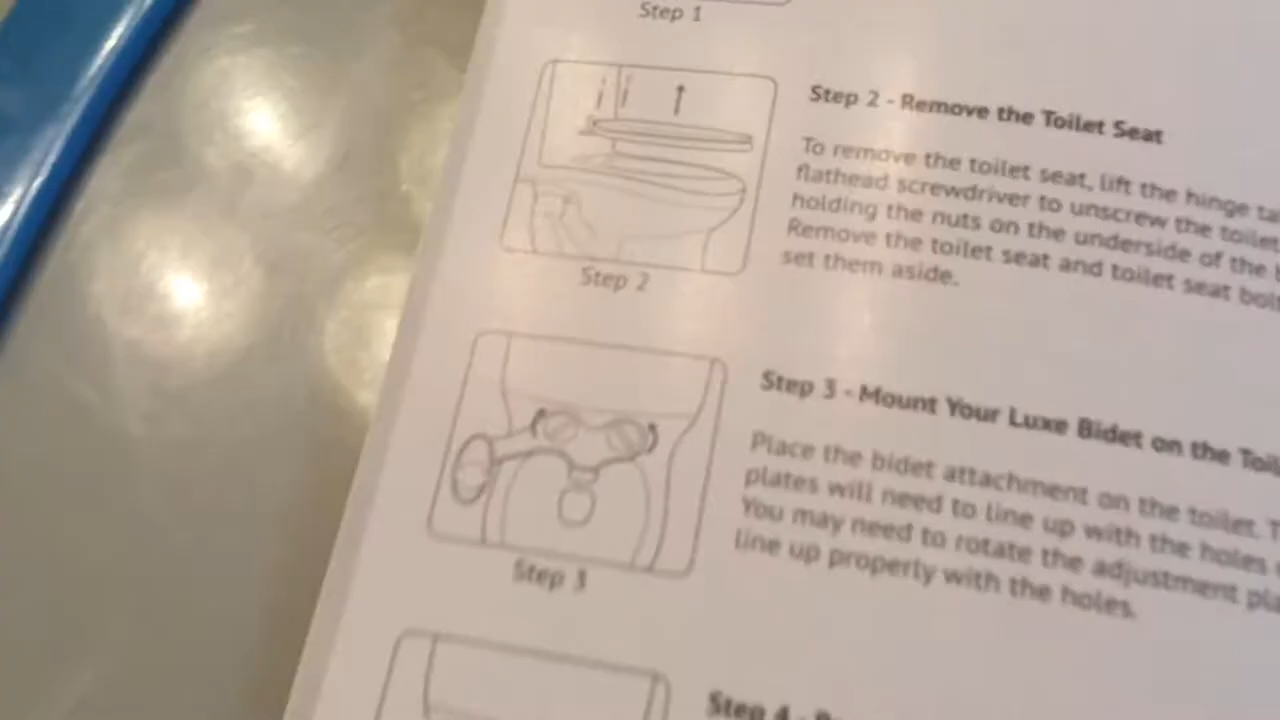 Step 1
Step 2 - Remove the Toilet Seat
To remove the toilet seat, lift the hinge
flathead screwdriver to unscrew the toilet
holding the nuts on the underside of the
Remove the toilet seat and toilet seat
set them aside.
Step 2
Step 3 - Mount Your Luxe Bidet on the
Place the bidet attachment on the toilet.
plates will need to line up with the holes
You may need to rotate the adjustment
line up properly with the holes.
Step 3
Step 4 -